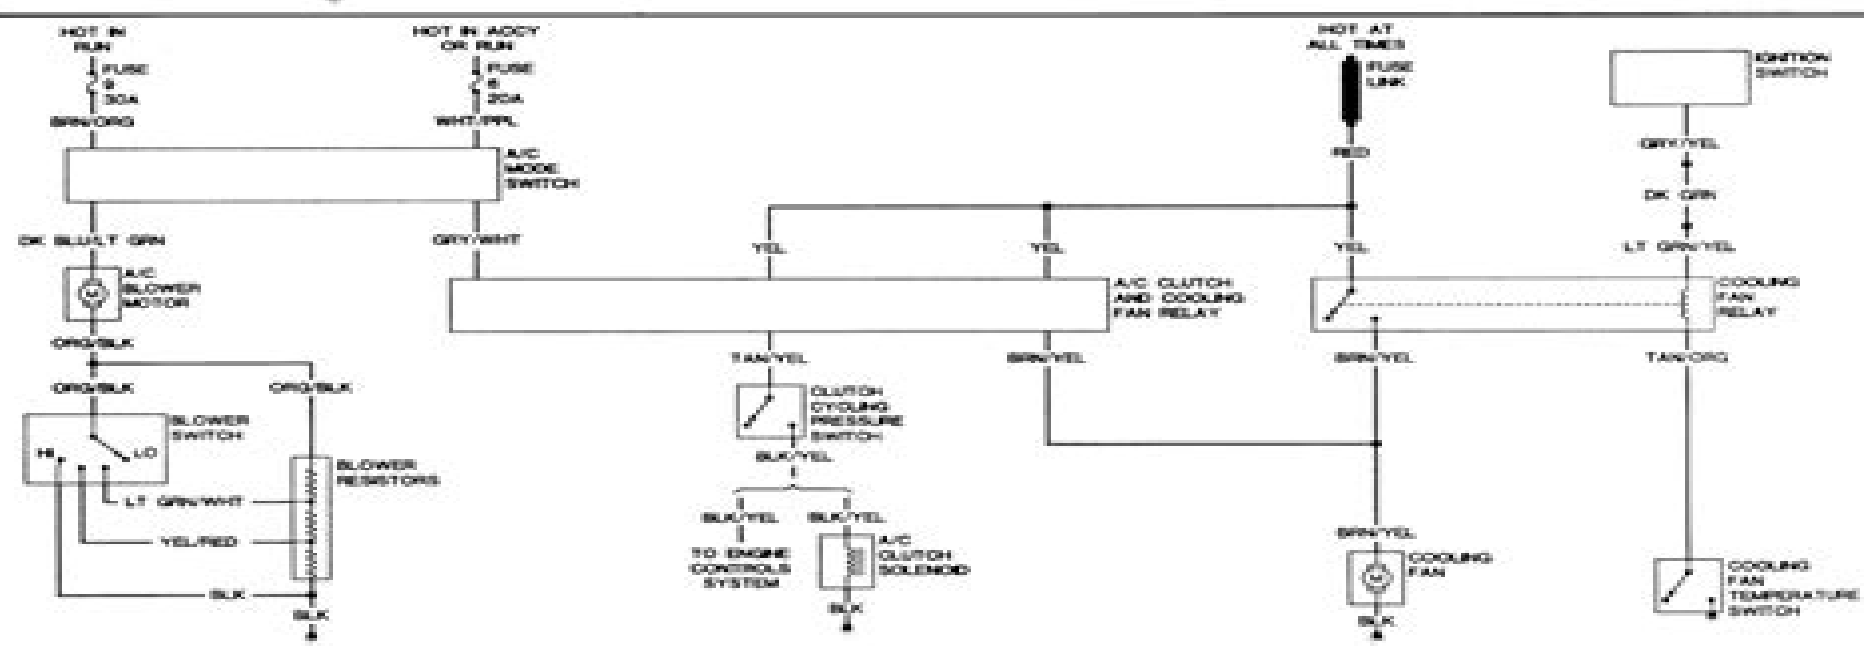 HOT IN
RUN
FUSE
9
30A
BRN/ORG
HOT IN ACCY
OR RUN
FUSE
6
20A
WHT/PPL
HOT AT
ALL TIMES
FUSE
LINK
RED
IGNITION
SWITCH
GRY/YEL
DK GRN
LT GRN/YEL
A/C
MODE
SWITCH
DK BLU/LT GRN
GRY/WHT
YEL
YEL
YEL
A/C
BLOWER
MOTOR
M
A/C CLUTCH
AND COOLING
FAN RELAY
COOLING
FAN
RELAY
ORG/BLK
TAN/YEL
BRN/YEL
BRN/YEL
TAN/ORG
ORG/BLK
ORG/BLK
BLOWER
SWITCH
HI
LO
CLUTCH
CYCLING
PRESSURE
SWITCH
BLK/YEL
BLOWER
RESISTORS
LT GRN/WHT
YEL/RED
BLK
BLK
BLK/YEL
BLK/YEL
TO ENGINE
CONTROLS
SYSTEM
A/C
CLUTCH
SOLENOID
BLK
BRN/YEL
COOLING
FAN
M
BLK
COOLING
FAN
TEMPERATURE
SWITCH